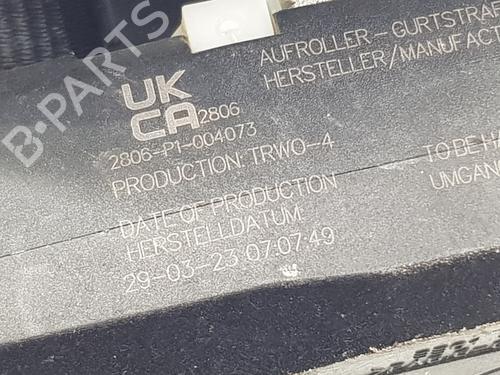 AUFROLLER-GURTSTRA
HERSTELLER/MANUFACT
UK
CA 2806
2806-P1-004073
PRODUCTION: TRWO-4
TO BE HA
UMGANG
DATE OF PRODUCTION
HERSTELLDATUM:
29-03-23 07:07:49
B-PARTS